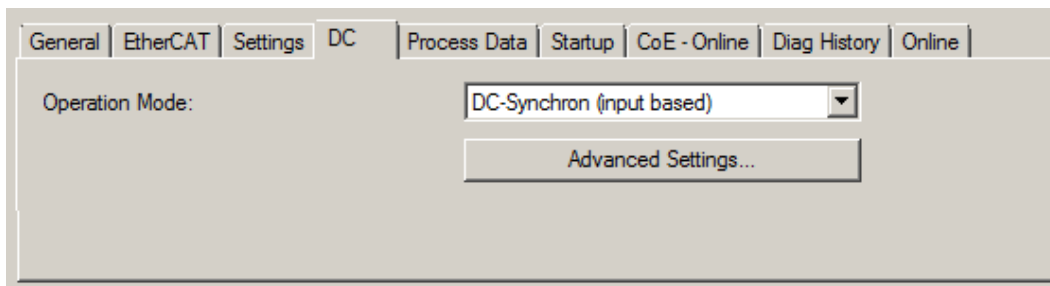 General EtherCAT Settings DC Process Data Startup CoE - Online Diag History Online
Operation Mode: DC-Synchron (input based)
Advanced Settings...